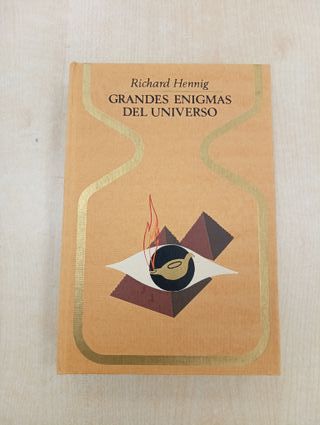 Richard Hennig
GRANDES ENIGMAS
DEL UNIVERSO